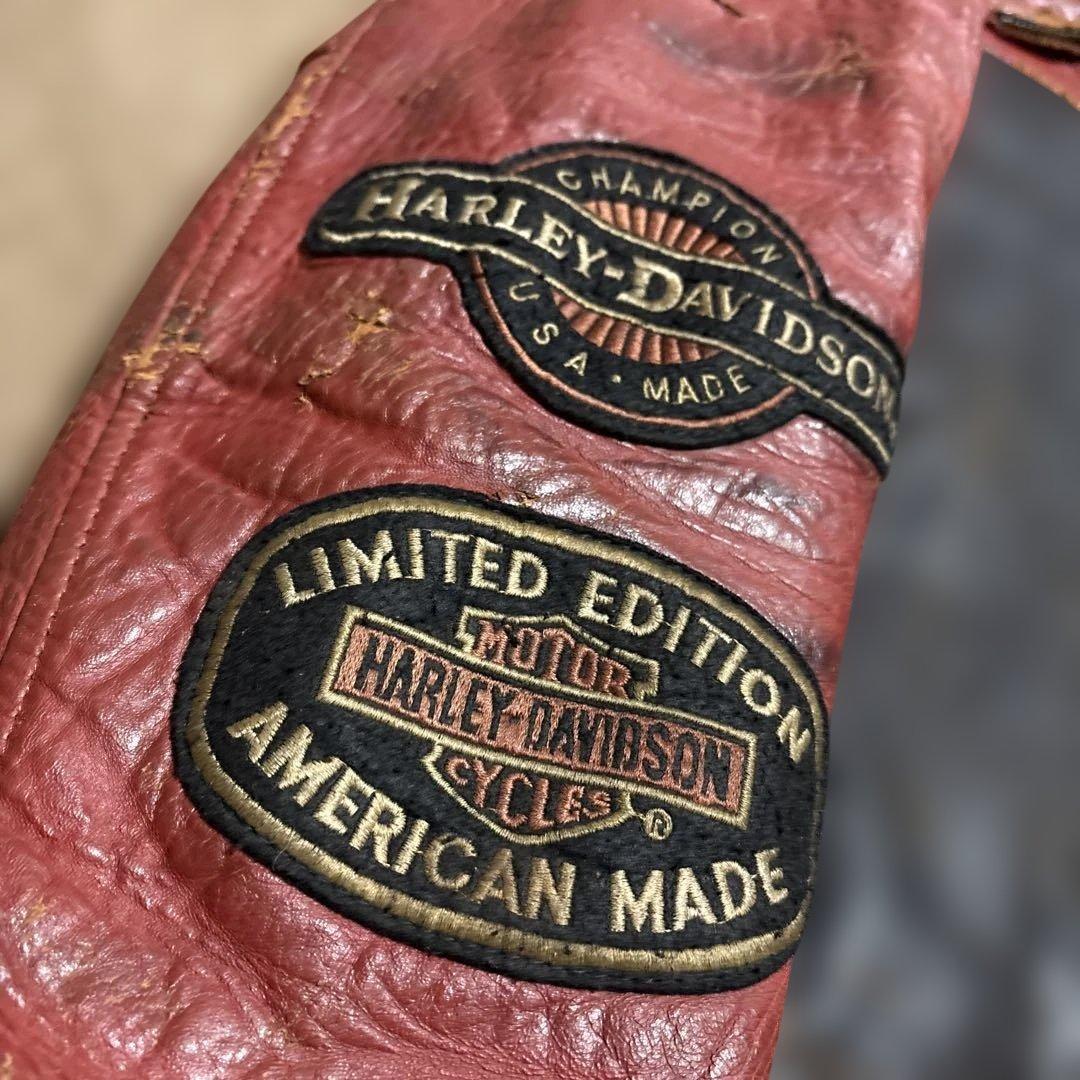 CHAMPION
HARLEY-DAVIDSON
USA · MADE
LIMITED EDITION
MOTOR
HARLEY-DAVIDSON
CYCLES ®
AMERICAN MADE